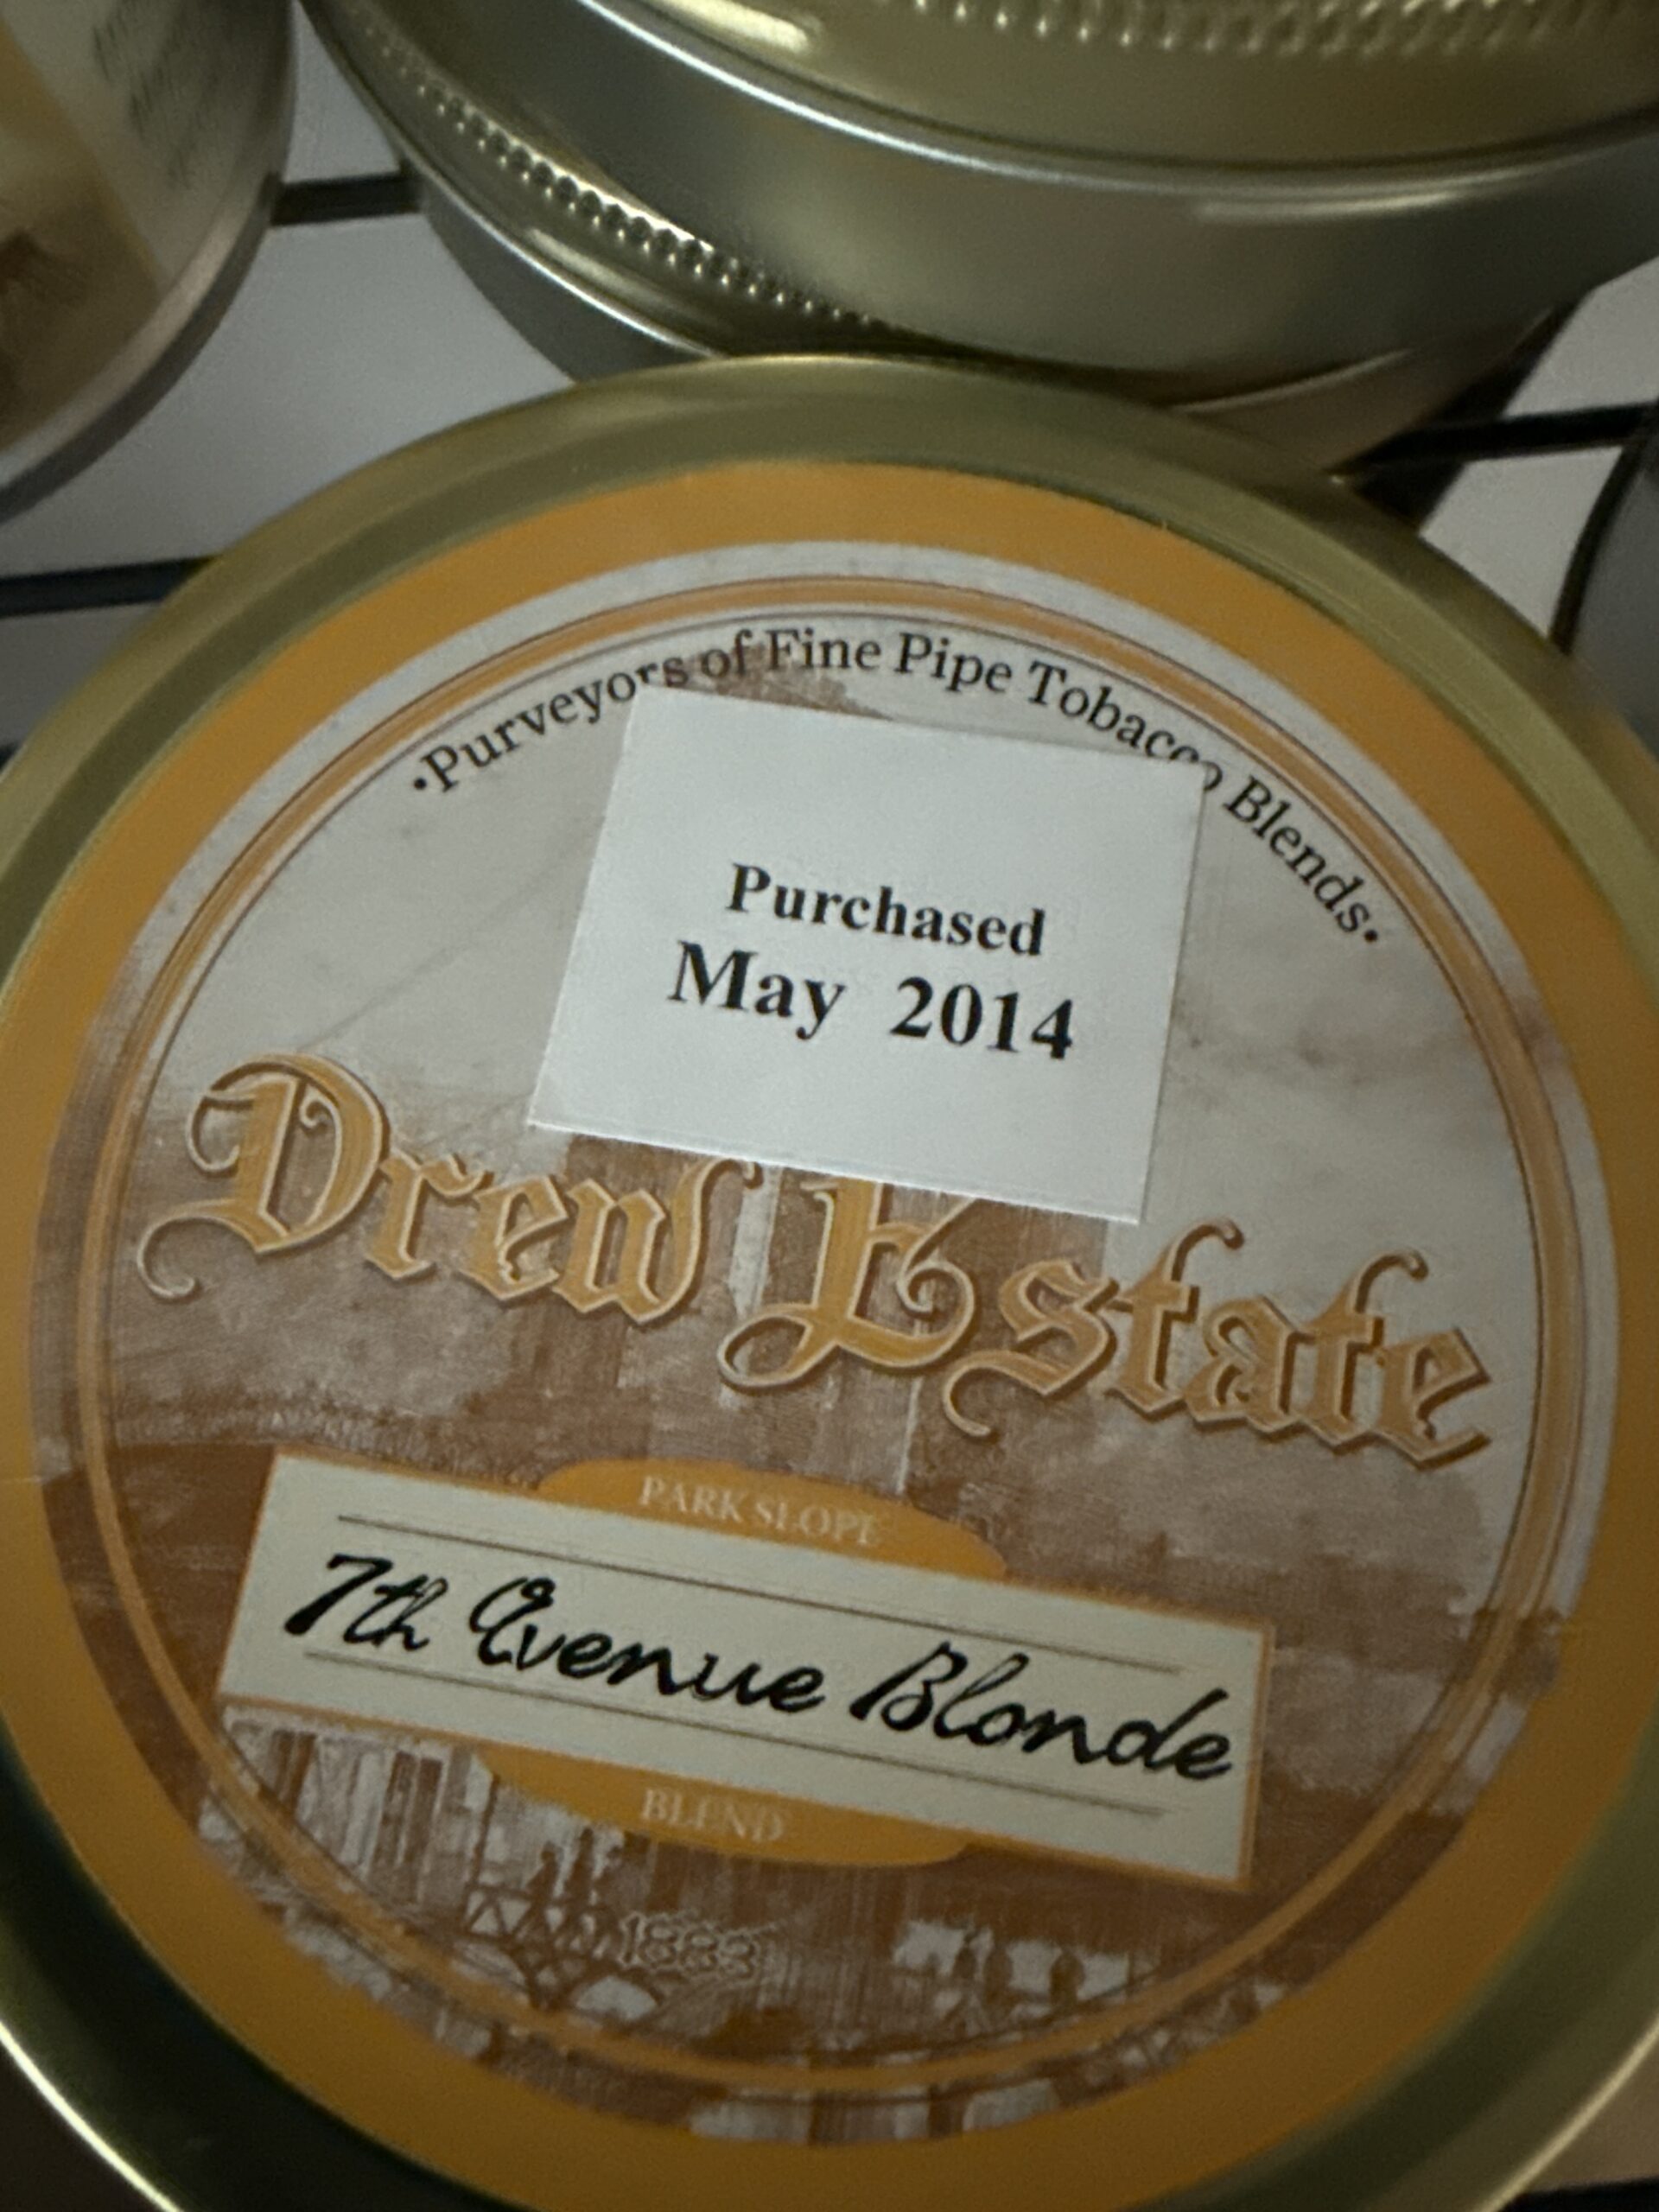 ·Purveyors of Fine Pipe Tobacco Blends·
Purchased
May 2014
Drew Estate
PARK SLOPE
7th Avenue Blonde
BLEND
1883